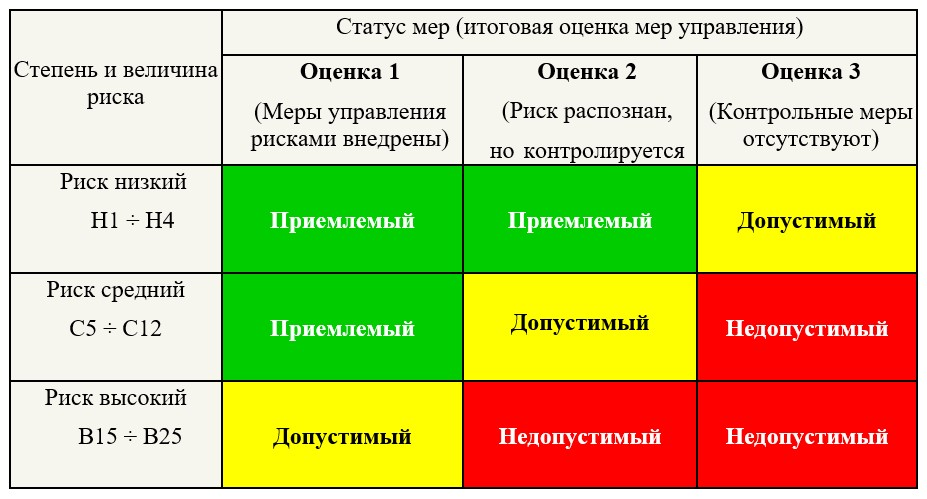 Степень и величина
риска
Статус мер (итоговая оценка мер управления)
Оценка 1
(Меры управления
рисками внедрены)
Оценка 2
(Риск распознан,
но контролируется
Оценка 3
(Контрольные меры
отсутствуют)
Риск низкий
Н1 ÷ Н4
Приемлемый
Приемлемый
Допустимый
Риск средний
С5 ÷ С12
Приемлемый
Допустимый
Недопустимый
Риск высокий
В15 ÷ В25
Допустимый
Недопустимый
Недопустимый